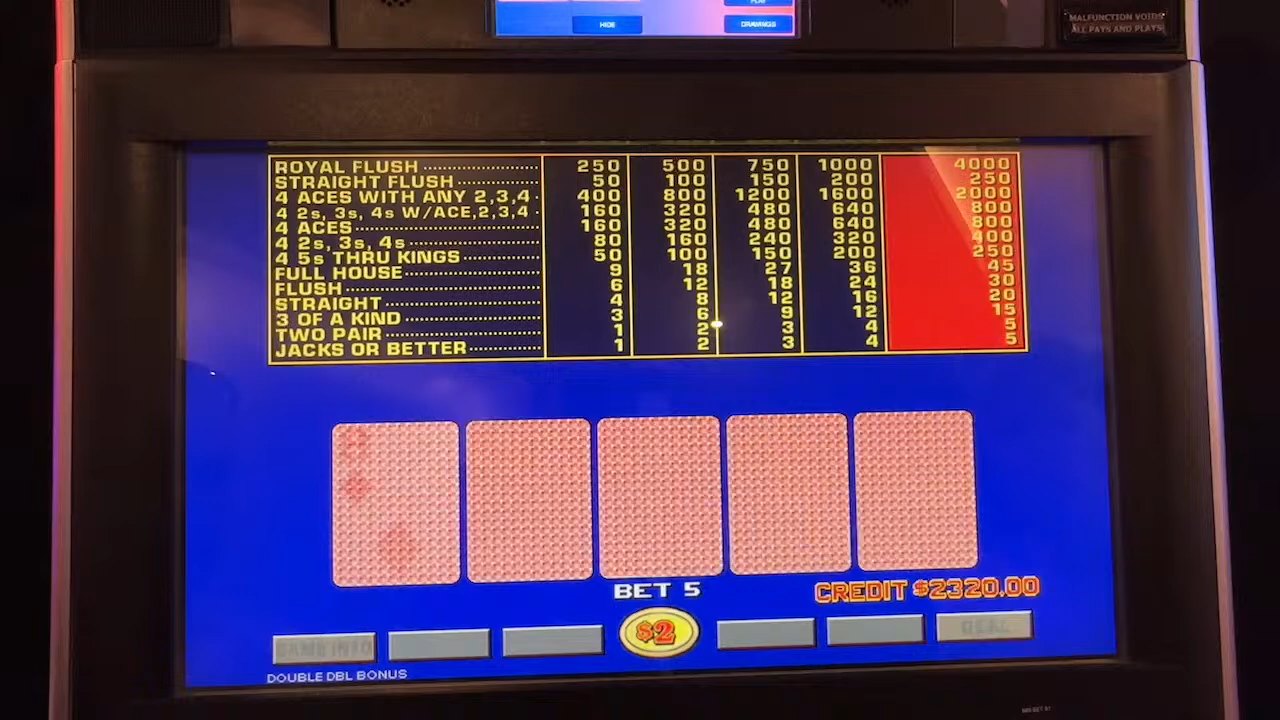 HIDE
DRAWINGS
MALFUNCTION VOIDS
ALL PAYS AND PLAYS
ROYAL FLUSH 250 500 750 1000 4000
STRAIGHT FLUSH 50 100 150 200 250
4 ACES WITH ANY 2,3,4 400 800 1200 1600 2000
4 2s, 3s, 4s W/ACE,2,3,4 160 320 480 640 800
4 ACES 160 320 480 640 800
4 2s, 3s, 4s 80 160 240 320 400
4 5s THRU KINGS 50 100 150 200 250
FULL HOUSE 9 18 27 36 45
FLUSH 6 12 18 24 30
STRAIGHT 4 8 12 16 20
3 OF A KIND 3 6 9 12 15
TWO PAIR 1 2 3 4 5
JACKS OR BETTER 1 2 3 4 5
BET 5
CREDIT $2320.00
GAME INFO
$2
DEAL
DOUBLE DBL BONUS